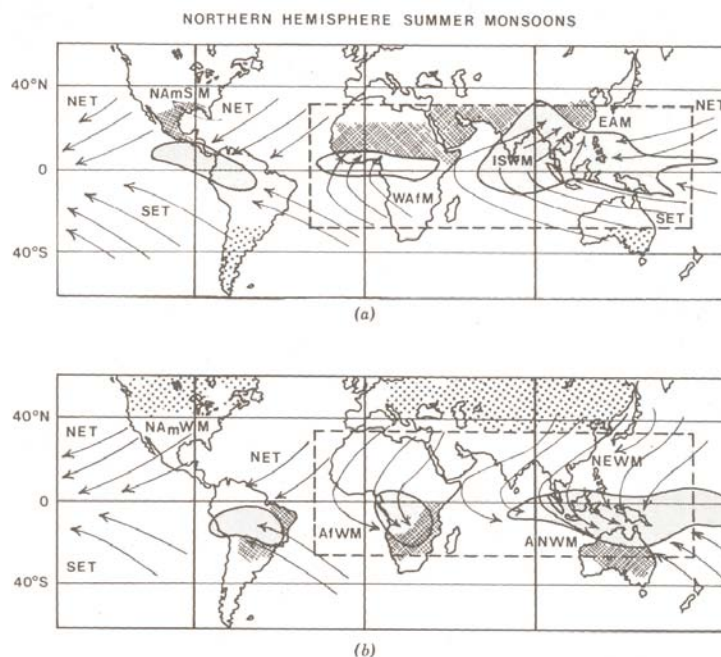 NORTHERN HEMISPHERE SUMMER MONSOONS
40°N
NET
NAmSM
NET
NET
EAM
ISWM
0
WAfM
SET
SET
40°S
(a)
40°N
NAmWM
NET
NET
NEWM
0
AfWM
ANWM
SET
40°S
(b)